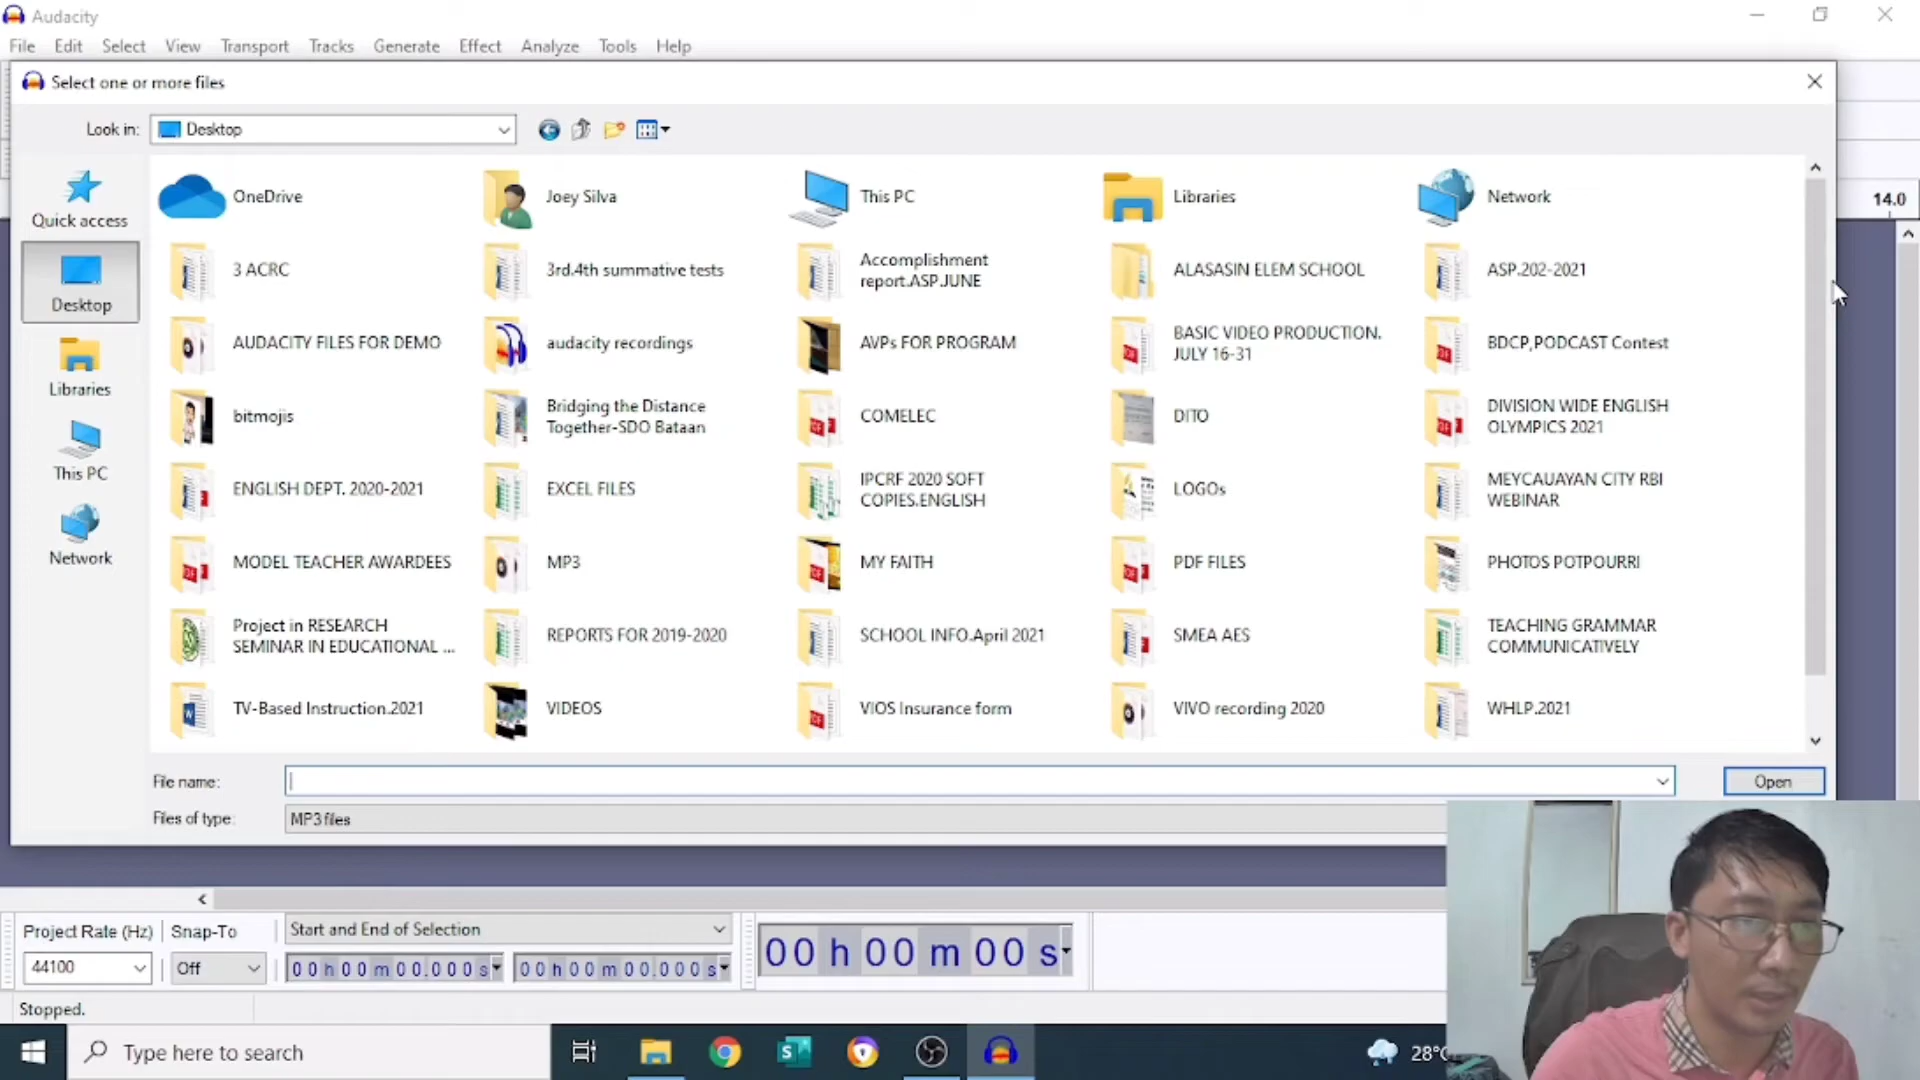 Audacity
File Edit Select View Transport Tracks Generate Effect Analyze Tools Help
Select one or more files
Look in: Desktop
14.0
Quick access
Desktop
Libraries
This PC
Network
OneDrive
Joey Silva
This PC
Libraries
Network
3 ACRC
3rd.4th summative tests
Accomplishment
report.ASP.JUNE
ALASASIN ELEM SCHOOL
ASP.202-2021
AUDACITY FILES FOR DEMO
audacity recordings
AVPs FOR PROGRAM
BASIC VIDEO PRODUCTION.
JULY 16-31
BDCP,PODCAST Contest
bitmojis
Bridging the Distance
Together-SDO Bataan
COMELEC
DITO
DIVISION WIDE ENGLISH
OLYMPICS 2021
ENGLISH DEPT. 2020-2021
EXCEL FILES
IPCRF 2020 SOFT
COPIES.ENGLISH
LOGOs
MEYCAUAYAN CITY RBI
WEBINAR
MODEL TEACHER AWARDEES
MP3
MY FAITH
PDF FILES
PHOTOS POTPOURRI
Project in RESEARCH
SEMINAR IN EDUCATIONAL ...
REPORTS FOR 2019-2020
SCHOOL INFO.April 2021
SMEA AES
TEACHING GRAMMAR
COMMUNICATIVELY
TV-Based Instruction.2021
VIDEOS
VIOS Insurance form
VIVO recording 2020
WHLP.2021
File name:
Open
Files of type: MP3 files
Project Rate (Hz) Snap-To Start and End of Selection
44100 Off 00 h 00 m 00.000 s 00 h 00 m 00.000 s
00 h 00 m 00 s
Stopped.
Type here to search
28°C